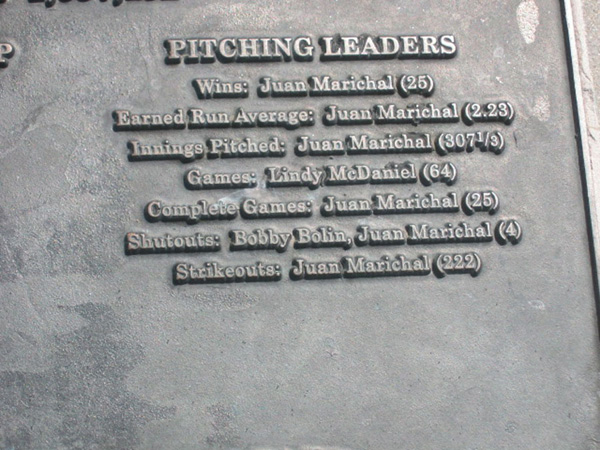 P
PITCHING LEADERS
Wins: Juan Marichal (25)
Earned Run Average: Juan Marichal (2.23)
Innings Pitched: Juan Marichal (307 1/3)
Games: Lindy McDaniel (64)
Complete Games: Juan Marichal (25)
Shutouts: Bobby Bolin, Juan Marichal (4)
Strikeouts: Juan Marichal (222)